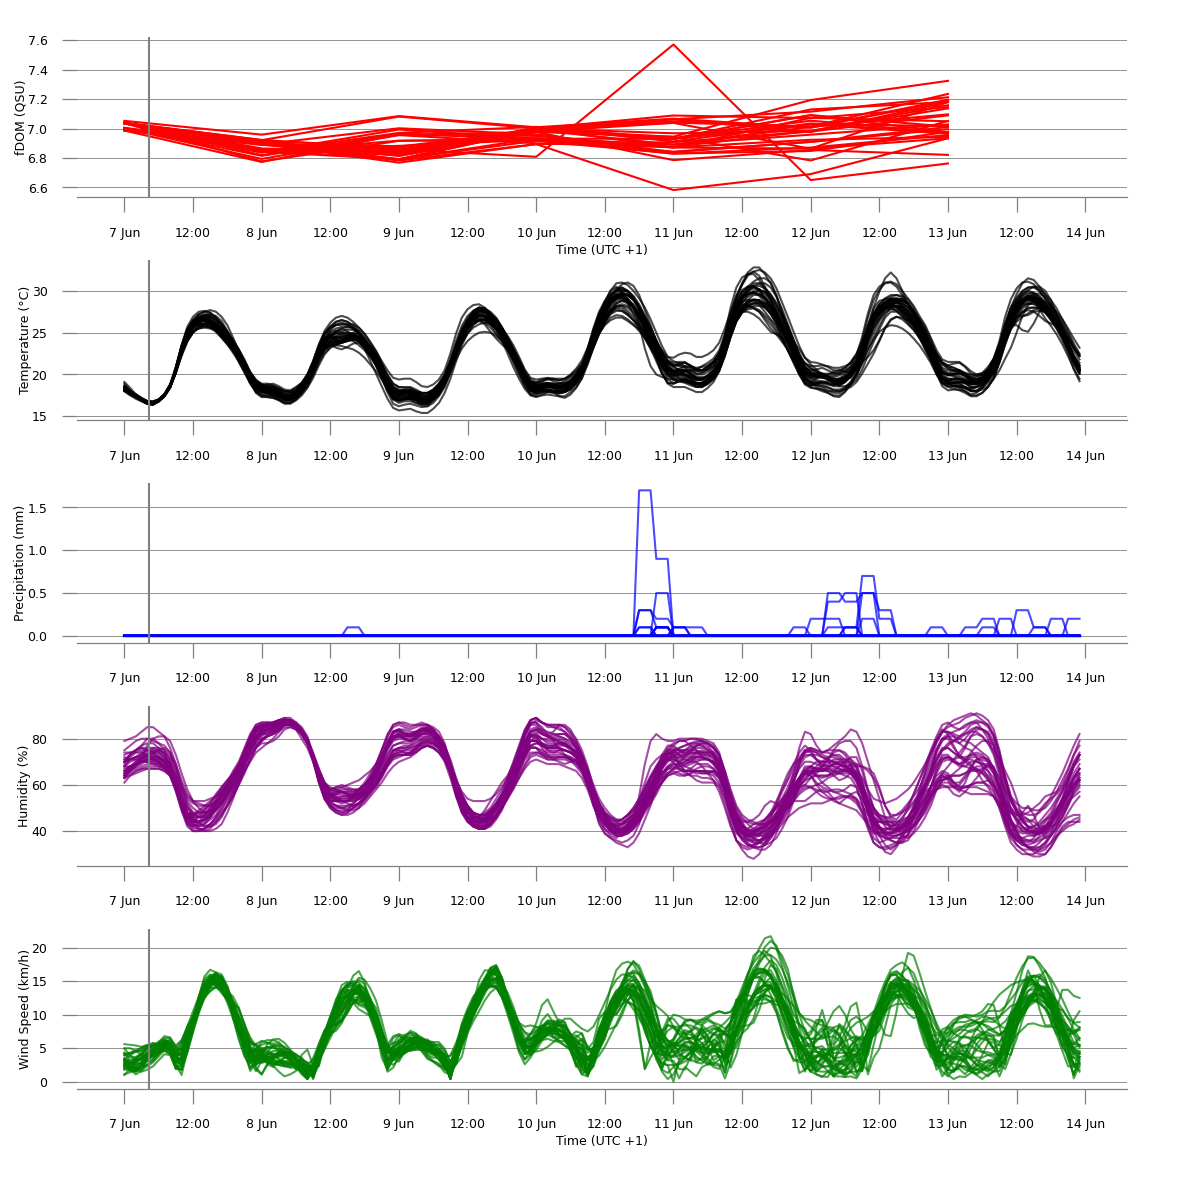 fDOM (QSU)
7.6
7.4
7.2
7.0
6.8
6.6
7 Jun 12:00 8 Jun 12:00 9 Jun 12:00 10 Jun 12:00 11 Jun 12:00 12 Jun 12:00 13 Jun 12:00 14 Jun
Time (UTC +1)
Temperature (°C)
30
25
20
15
7 Jun 12:00 8 Jun 12:00 9 Jun 12:00 10 Jun 12:00 11 Jun 12:00 12 Jun 12:00 13 Jun 12:00 14 Jun
Precipitation (mm)
1.5
1.0
0.5
0.0
7 Jun 12:00 8 Jun 12:00 9 Jun 12:00 10 Jun 12:00 11 Jun 12:00 12 Jun 12:00 13 Jun 12:00 14 Jun
Humidity (%)
80
60
40
7 Jun 12:00 8 Jun 12:00 9 Jun 12:00 10 Jun 12:00 11 Jun 12:00 12 Jun 12:00 13 Jun 12:00 14 Jun
Wind Speed (km/h)
20
15
10
5
0
7 Jun 12:00 8 Jun 12:00 9 Jun 12:00 10 Jun 12:00 11 Jun 12:00 12 Jun 12:00 13 Jun 12:00 14 Jun
Time (UTC +1)